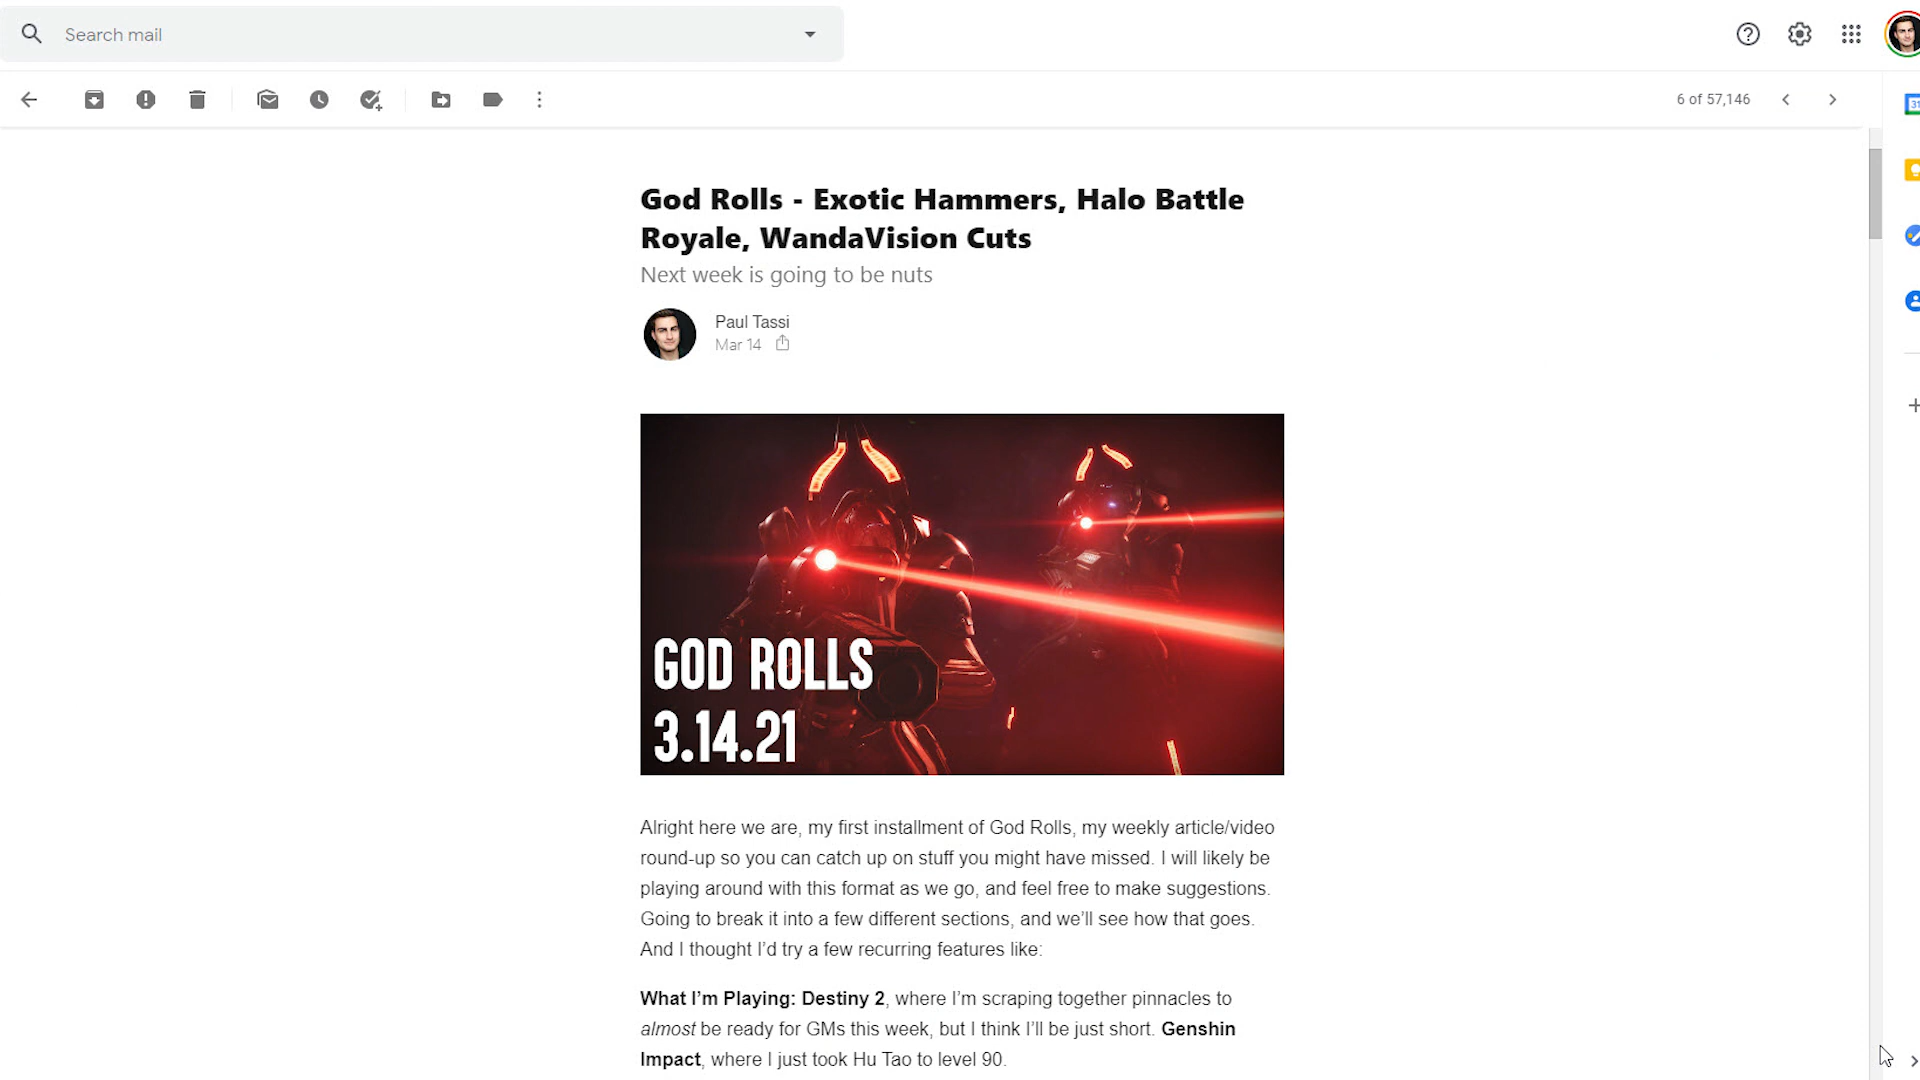 Search mail
6 of 57,146
31
God Rolls - Exotic Hammers, Halo Battle
Royale, WandaVision Cuts
Next week is going to be nuts
Paul Tassi
Mar 14
GOD ROLLS
3.14.21
Alright here we are, my first installment of God Rolls, my weekly article/video
round-up so you can catch up on stuff you might have missed. I will likely be
playing around with this format as we go, and feel free to make suggestions.
Going to break it into a few different sections, and we’ll see how that goes.
And I thought I’d try a few recurring features like:
What I’m Playing: Destiny 2, where I’m scraping together pinnacles to
almost be ready for GMs this week, but I think I’ll be just short. Genshin
Impact, where I just took Hu Tao to level 90.